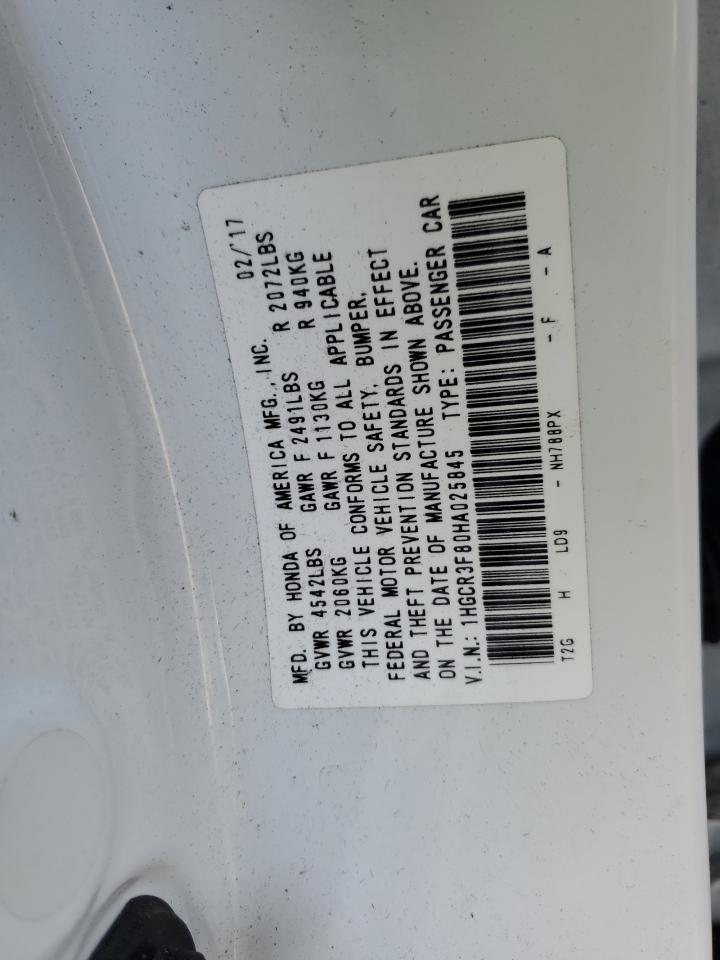 MFD. BY HONDA OF AMERICA MFG., INC. 02/'17
GVWR 4542LBS GAWR F 2491LBS R 2072LBS
GVWR 2060KG GAWR F 1130KG R 940KG
THIS VEHICLE CONFORMS TO ALL APPLICABLE
FEDERAL MOTOR VEHICLE SAFETY, BUMPER,
AND THEFT PREVENTION STANDARDS IN EFFECT
ON THE DATE OF MANUFACTURE SHOWN ABOVE.
V.I.N.: 1HGCR3F80HA025845 TYPE: PASSENGER CAR
T2G H LD9 - NH788PX - F - A